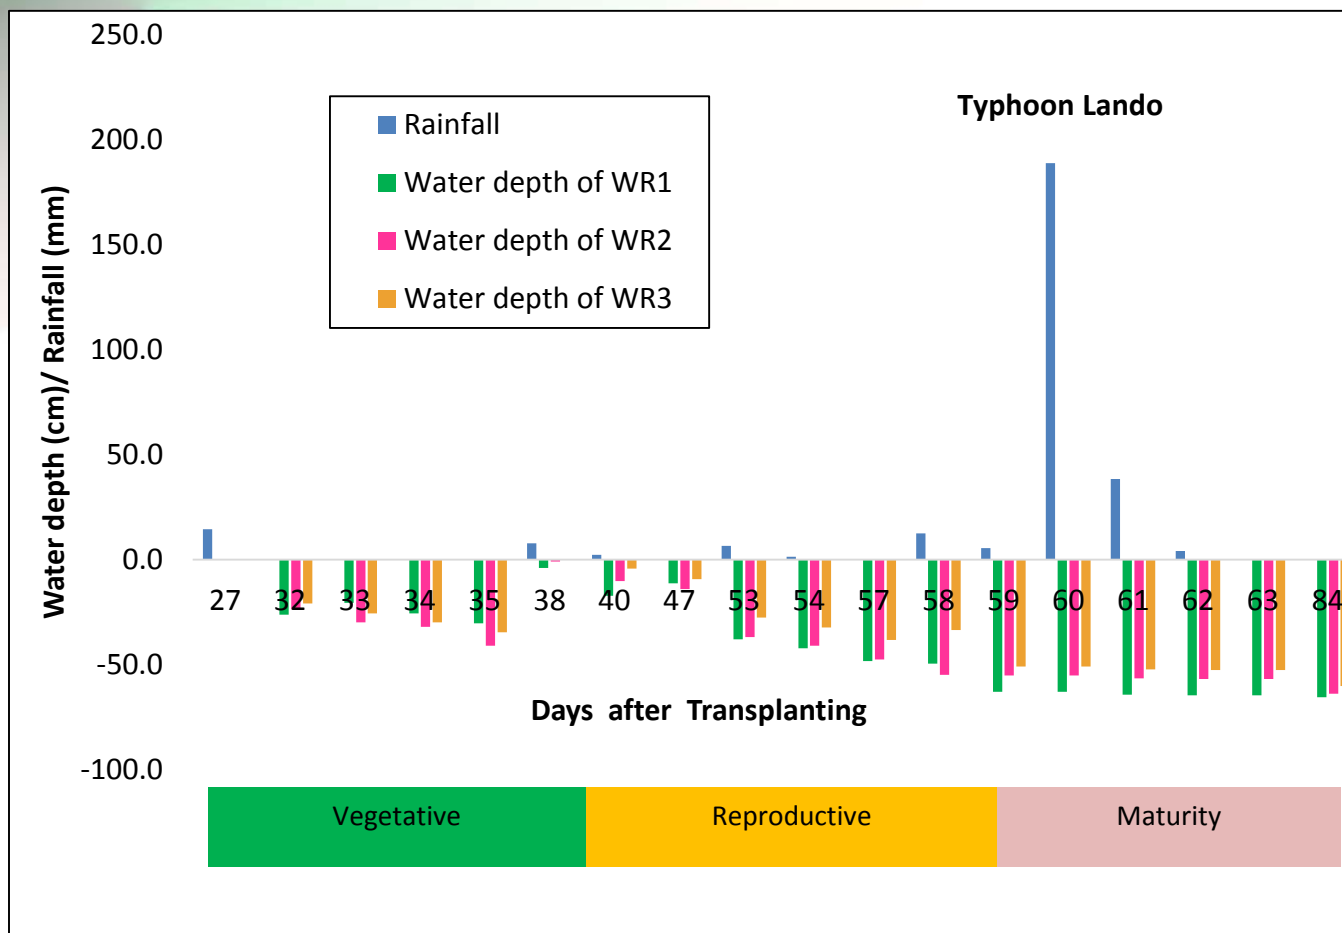 250.0
200.0
150.0
100.0
50.0
0.0
-50.0
-100.0
Water depth (cm)/ Rainfall (mm)
Rainfall
Water depth of WR1
Water depth of WR2
Water depth of WR3
Typhoon Lando
27 32 33 34 35 38 40 47 53 54 57 58 59 60 61 62 63 84
Days after Transplanting
Vegetative Reproductive Maturity